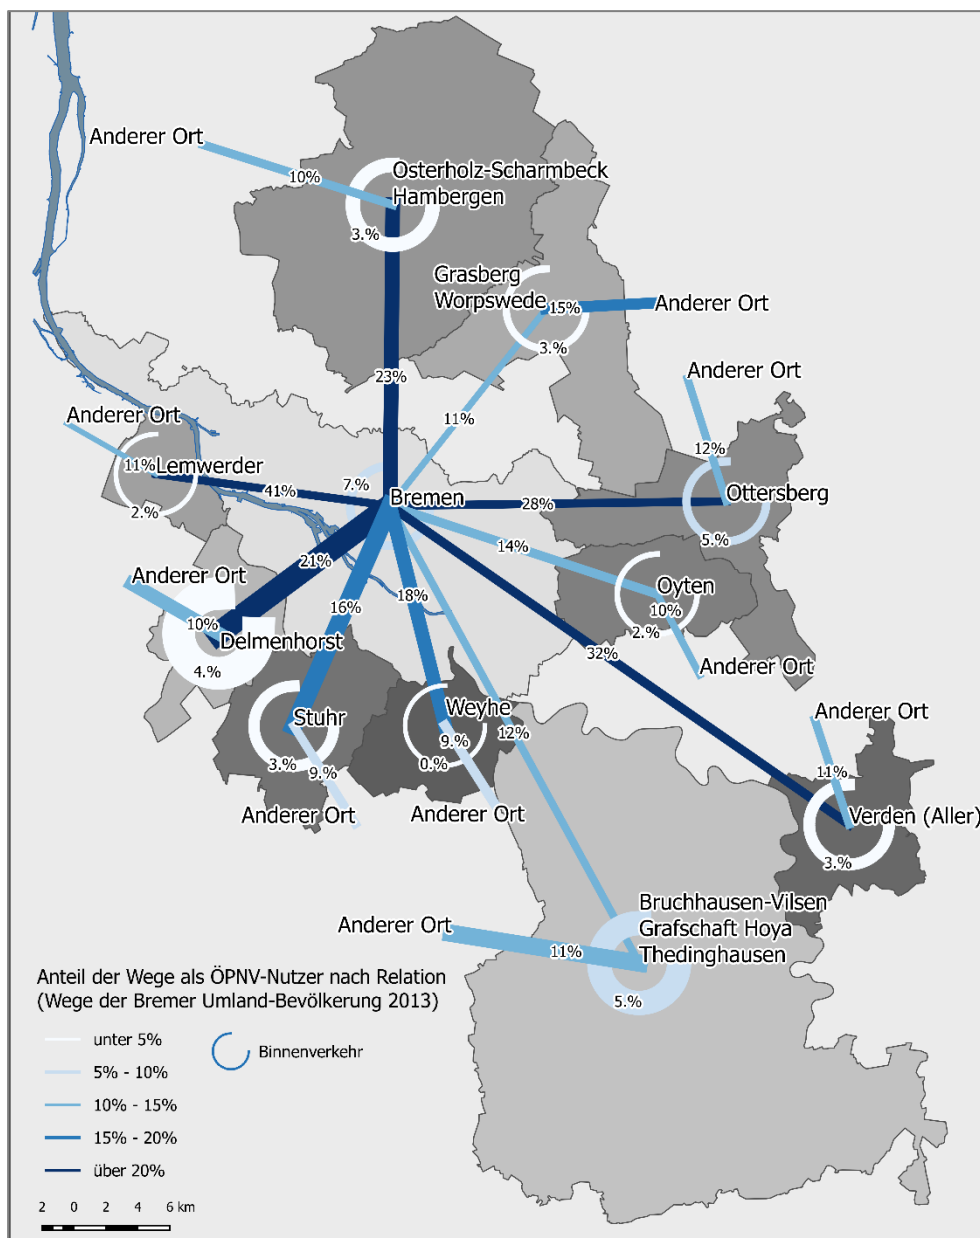 Anderer Ort
10%
Osterholz-Scharmbeck
Hambergen
3.%
Grasberg
Worpswede
15%
Anderer Ort
3.%
23%
11%
Anderer Ort
12%
Anderer Ort
11%
Lemwerder
2.%
41%
7.%
Bremen
28%
Ottersberg
5.%
14%
Oyten
10%
2.%
Anderer Ort
21%
Anderer Ort
10%
Delmenhorst
4.%
16%
18%
32%
Stuhr
3.%
9.%
Anderer Ort
Weyhe
9.%
0.%
Anderer Ort
12%
Anderer Ort
11%
Verden (Aller)
3.%
Bruchhausen-Vilsen
Grafschaft Hoya
Thedinghausen
Anderer Ort
11%
5.%
Anteil der Wege als ÖPNV-Nutzer nach Relation
(Wege der Bremer Umland-Bevölkerung 2013)
unter 5%
5% - 10%
10% - 15%
15% - 20%
über 20%
Binnenverkehr
2 0 2 4 6 km